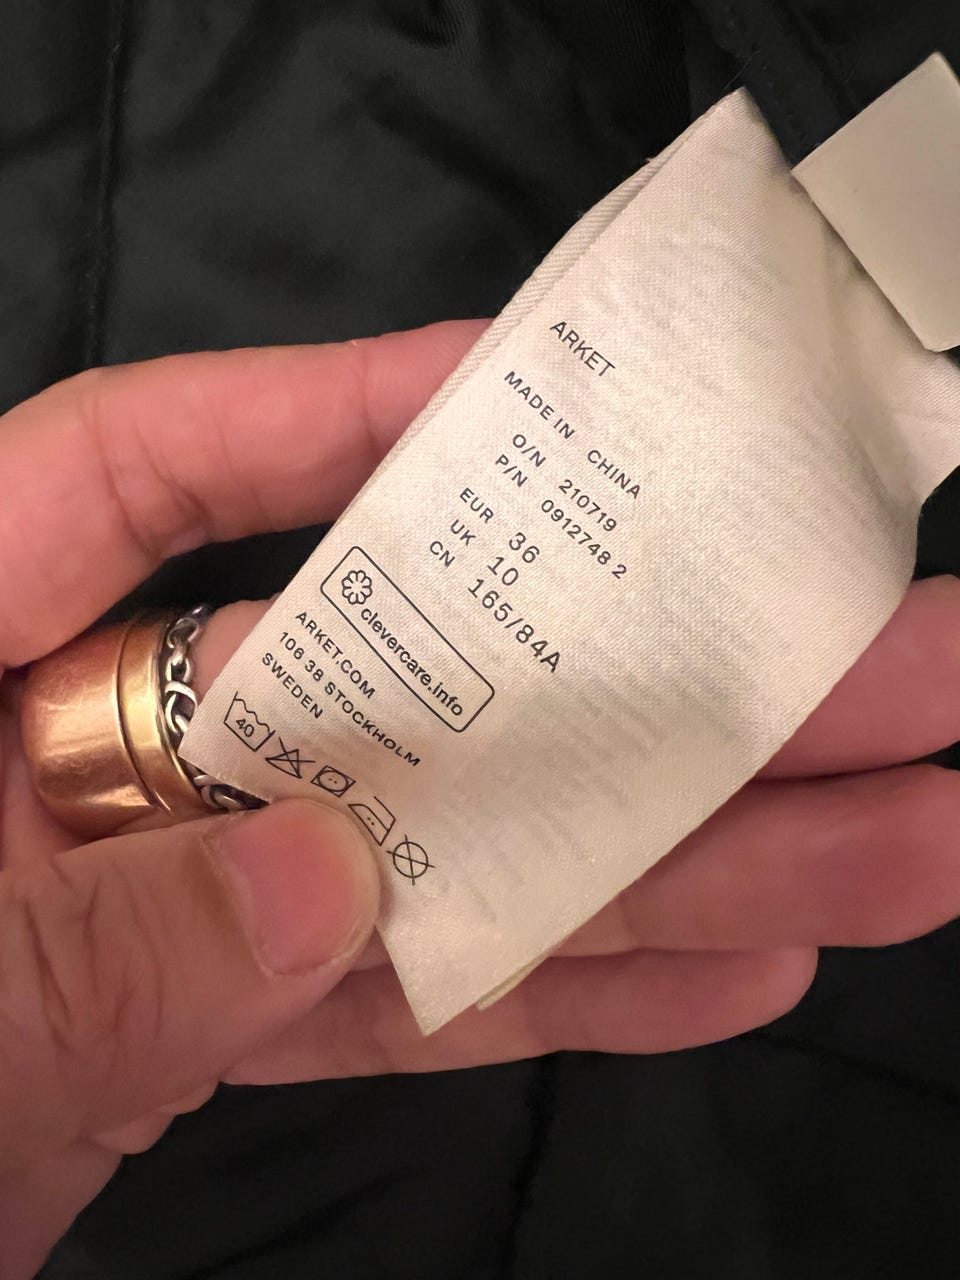 ARKET
MADE IN CHINA
O/N 210719
P/N 0912748 2
EUR 36
UK 10
CN 165/84A
clevercare.info
ARKET.COM
106 38 STOCKHOLM
SWEDEN
40